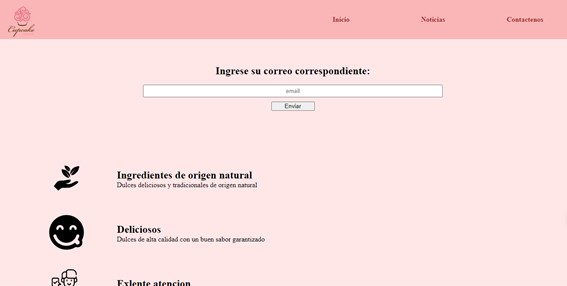 Cupcake
Inicio
Noticias
Contactenos
Ingrese su correo correspondiente:
email
Enviar
Ingredientes de origen natural
Dulces deliciosos y tradicionales de origen natural
Deliciosos
Dulces de alta calidad con un buen sabor garantizado
Exlente atencion